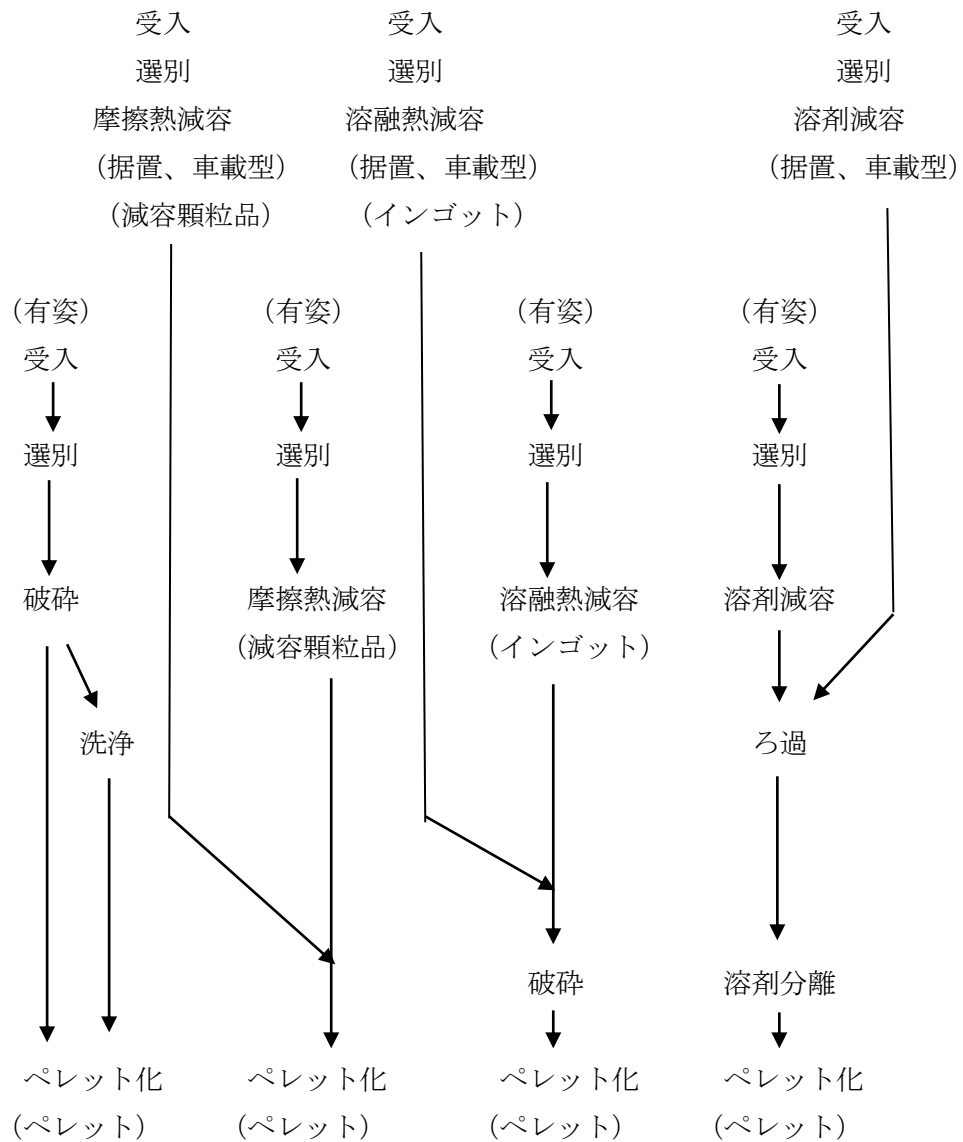 受入 受入 受入
選別 選別 選別
摩擦熱減容 溶融熱減容 溶剤減容
(据置、車載型) (据置、車載型) (据置、車載型)
(減容顆粒品) (インゴット)
(有姿) (有姿) (有姿) (有姿)
受入 受入 受入 受入
選別 選別 選別 選別
破砕 摩擦熱減容 溶融熱減容 溶剤減容
(減容顆粒品) (インゴット)
洗浄 ろ過
破砕 溶剤分離
ペレット化 ペレット化 ペレット化 ペレット化
(ペレット) (ペレット) (ペレット) (ペレット)